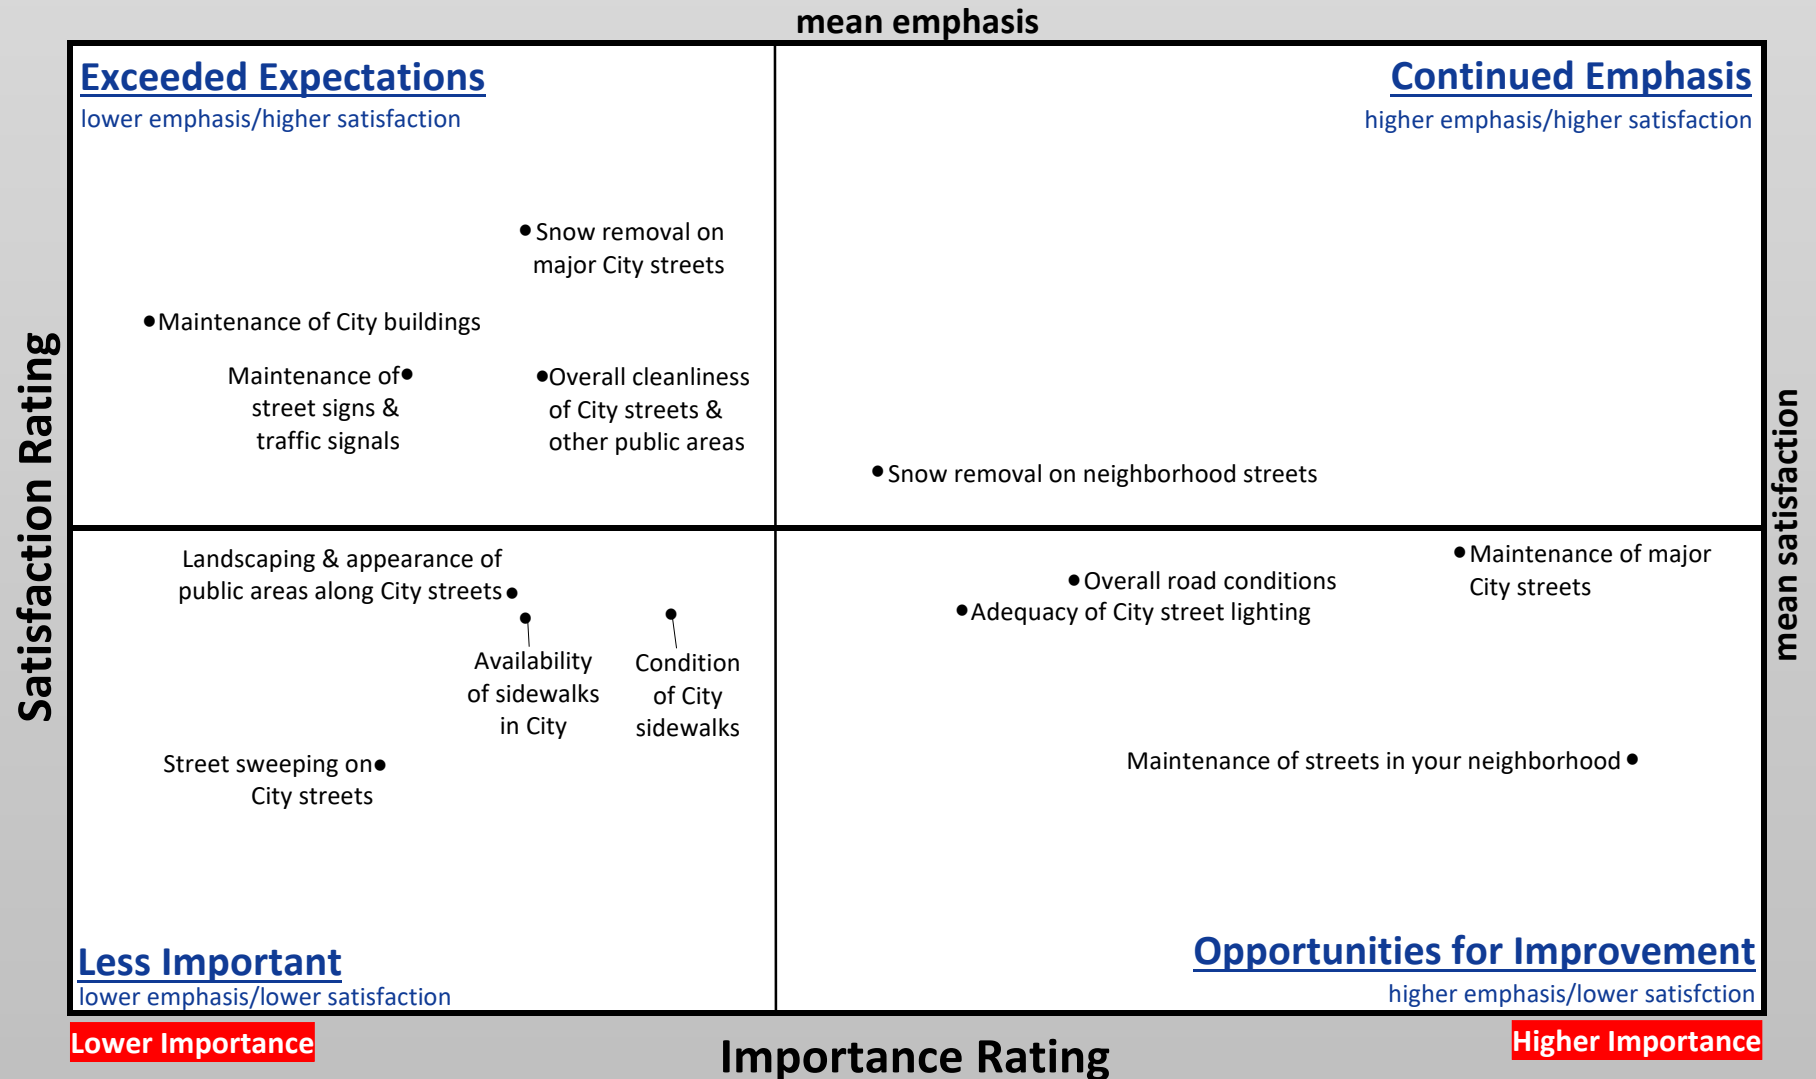 mean emphasis
Exceeded Expectations
lower emphasis/higher satisfaction
Continued Emphasis
higher emphasis/higher satisfaction
Snow removal on
major City streets
Maintenance of City buildings
Maintenance of
street signs &
traffic signals
Overall cleanliness
of City streets &
other public areas
Snow removal on neighborhood streets
Satisfaction Rating
mean satisfaction
Landscaping & appearance of
public areas along City streets
Availability
of sidewalks
in City
Condition
of City
sidewalks
Street sweeping on
City streets
Maintenance of major
City streets
Overall road conditions
Adequacy of City street lighting
Maintenance of streets in your neighborhood
Less Important
lower emphasis/lower satisfaction
Opportunities for Improvement
higher emphasis/lower satisfction
Lower Importance
Importance Rating
Higher Importance